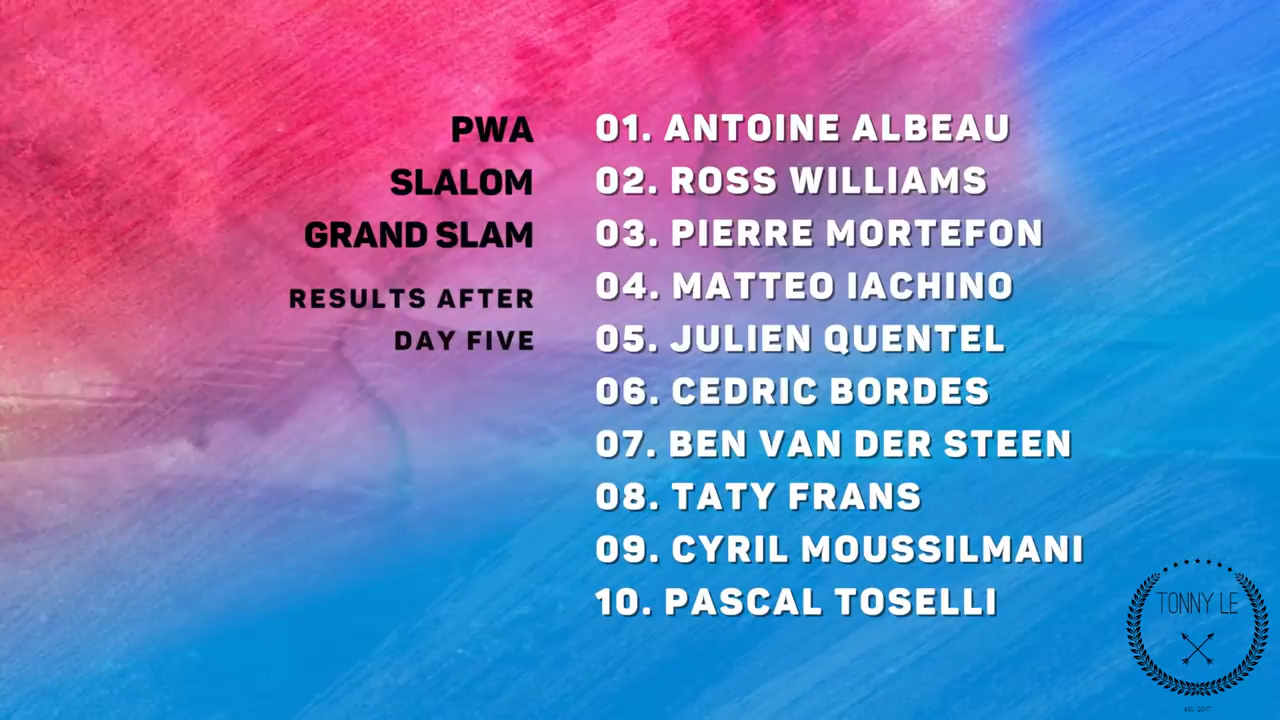 PWA
SLALOM
GRAND SLAM
RESULTS AFTER
DAY FIVE
01. ANTOINE ALBEAU
02. ROSS WILLIAMS
03. PIERRE MORTEFON
04. MATTEO IACHINO
05. JULIEN QUENTEL
06. CEDRIC BORDES
07. BEN VAN DER STEEN
08. TATY FRANS
09. CYRIL MOUSSILMANI
10. PASCAL TOSELLI
TONNY LE
EST. 2017